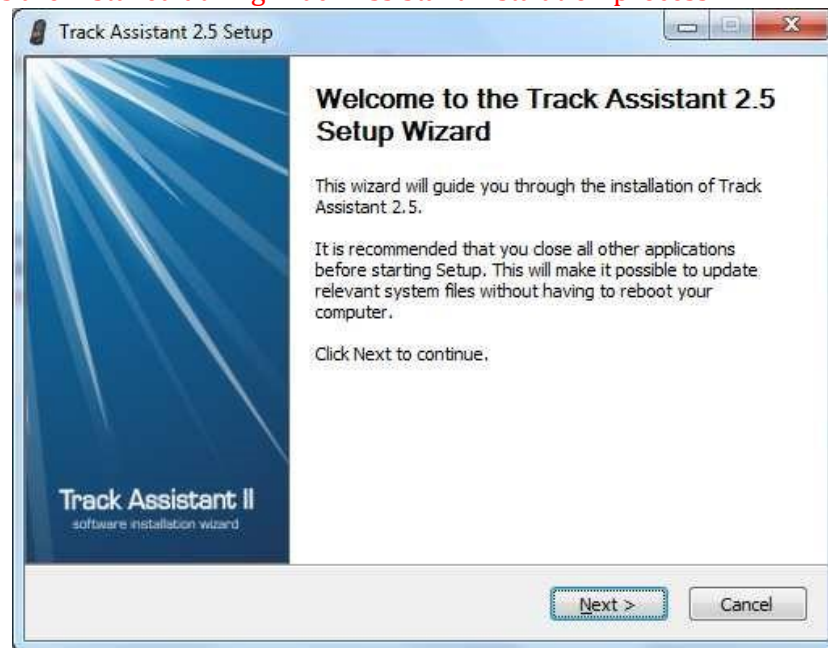 Track Assistant 2.5 Setup
Welcome to the Track Assistant 2.5
Setup Wizard
This wizard will guide you through the installation of Track
Assistant 2.5.
It is recommended that you close all other applications
before starting Setup. This will make it possible to update
relevant system files without having to reboot your
computer.
Click Next to continue.
Track Assistant II
software installation wizard
Next >
Cancel